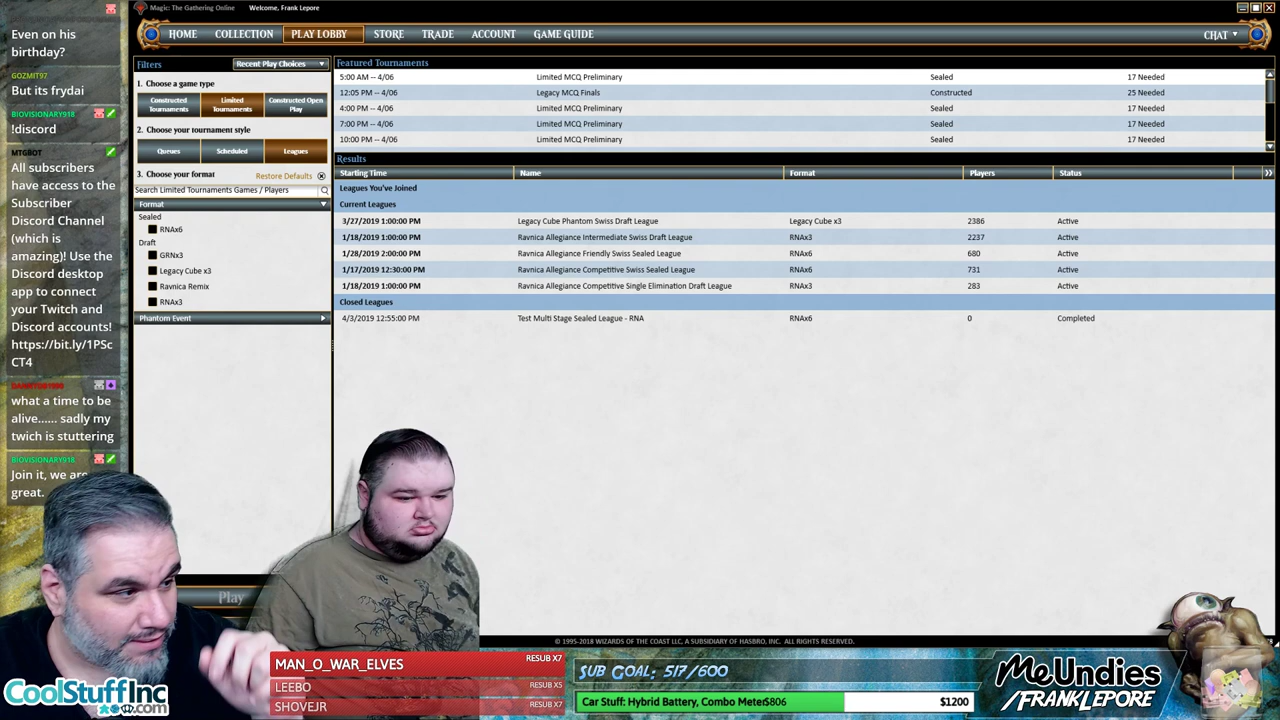 Magic: The Gathering Online
Welcome, Frank Lepore
HOME
COLLECTION
PLAY LOBBY
STORE
TRADE
ACCOUNT
GAME GUIDE
CHAT
Even on his
birthday?
GOZMIT97
But its frydai
BIOVISIONARY918
!discord
MTGBOT
All subscribers
have access to the
Subscriber
Discord Channel
(which is
amazing)! Use the
Discord desktop
app to connect
your Twitch and
Discord accounts!
https://bit.ly/1PSc
CT4
what a time to be
alive...... sadly my
twich is stuttering
BIOVISIONARY918
Join it, we are
great.
Filters
Recent Play Choices
1. Choose a game type
Constructed
Tournaments
Limited
Tournaments
Constructed Open
Play
2. Choose your tournament style
Queues
Scheduled
Leagues
3. Choose your format
Restore Defaults
Search Limited Tournaments Games / Players
Format
Sealed
RNAx6
Draft
GRNx3
Legacy Cube x3
Ravnica Remix
RNAx3
Phantom Event
Play
Featured Tournaments
5:00 AM -- 4/06 Limited MCQ Preliminary Sealed 17 Needed
12:05 PM -- 4/06 Legacy MCQ Finals Constructed 25 Needed
4:00 PM -- 4/06 Limited MCQ Preliminary Sealed 17 Needed
7:00 PM -- 4/06 Limited MCQ Preliminary Sealed 17 Needed
10:00 PM -- 4/06 Limited MCQ Preliminary Sealed 17 Needed
Results
Starting Time Name Format Players Status
Leagues You've Joined
Current Leagues
3/27/2019 1:00:00 PM Legacy Cube Phantom Swiss Draft League Legacy Cube x3 2386 Active
1/18/2019 1:00:00 PM Ravnica Allegiance Intermediate Swiss Draft League RNAx3 2237 Active
1/28/2019 2:00:00 PM Ravnica Allegiance Friendly Swiss Sealed League RNAx6 680 Active
1/17/2019 12:30:00 PM Ravnica Allegiance Competitive Swiss Sealed League RNAx6 731 Active
1/18/2019 1:00:00 PM Ravnica Allegiance Competitive Single Elimination Draft League RNAx3 283 Active
Closed Leagues
4/3/2019 12:55:00 PM Test Multi Stage Sealed League - RNA RNAx6 0 Completed
© 1995-2018 WIZARDS OF THE COAST LLC, A SUBSIDIARY OF HASBRO, INC. ALL RIGHTS RESERVED.
CoolStuffInc
.com
MAN_O_WAR_ELVES RESUB X7
LEEBO RESUB X5
SHOVEJR RESUB X7
SUB GOAL: 517/600
Car Stuff: Hybrid Battery, Combo Meter $806 $1200
MeUndies
/FRANKLEPORE